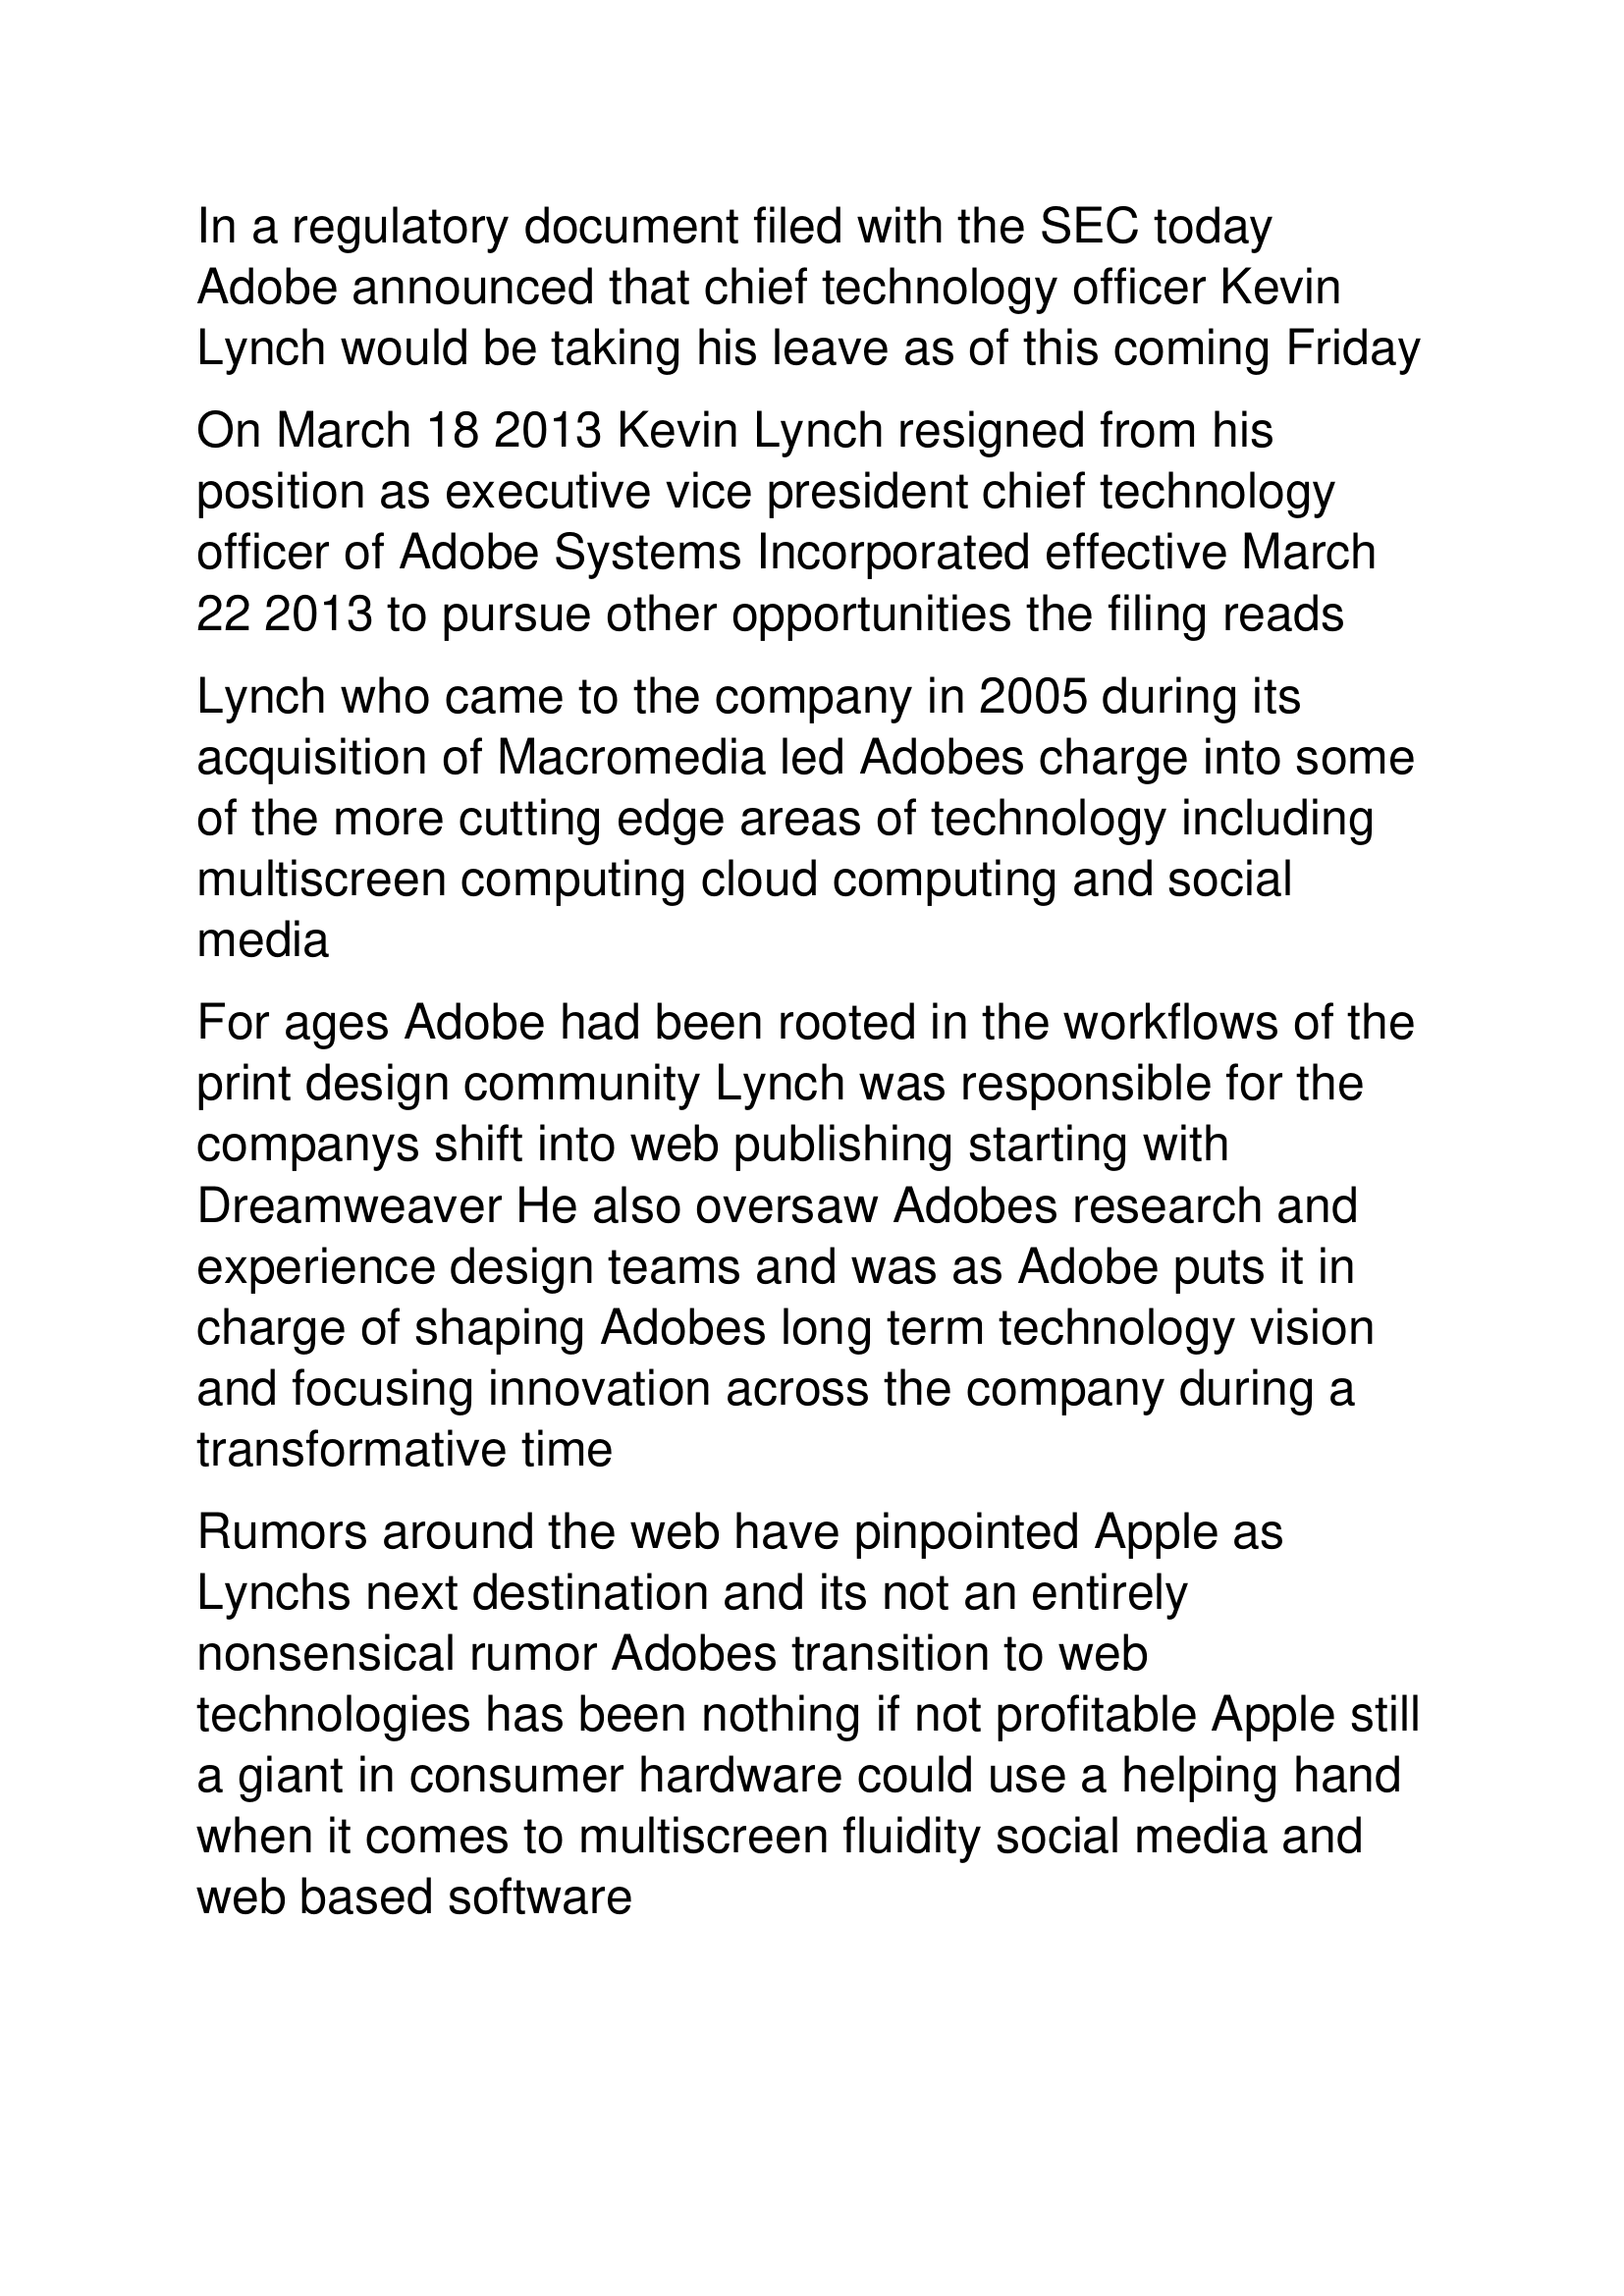 In a regulatory document filed with the SEC today
Adobe announced that chief technology officer Kevin
Lynch would be taking his leave as of this coming Friday
On March 18 2013 Kevin Lynch resigned from his
position as executive vice president chief technology
officer of Adobe Systems Incorporated effective March
22 2013 to pursue other opportunities the filing reads
Lynch who came to the company in 2005 during its
acquisition of Macromedia led Adobes charge into some
of the more cutting edge areas of technology including
multiscreen computing cloud computing and social
media
For ages Adobe had been rooted in the workflows of the
print design community Lynch was responsible for the
companys shift into web publishing starting with
Dreamweaver He also oversaw Adobes research and
experience design teams and was as Adobe puts it in
charge of shaping Adobes long term technology vision
and focusing innovation across the company during a
transformative time
Rumors around the web have pinpointed Apple as
Lynchs next destination and its not an entirely
nonsensical rumor Adobes transition to web
technologies has been nothing if not profitable Apple still
a giant in consumer hardware could use a helping hand
when it comes to multiscreen fluidity social media and
web based software